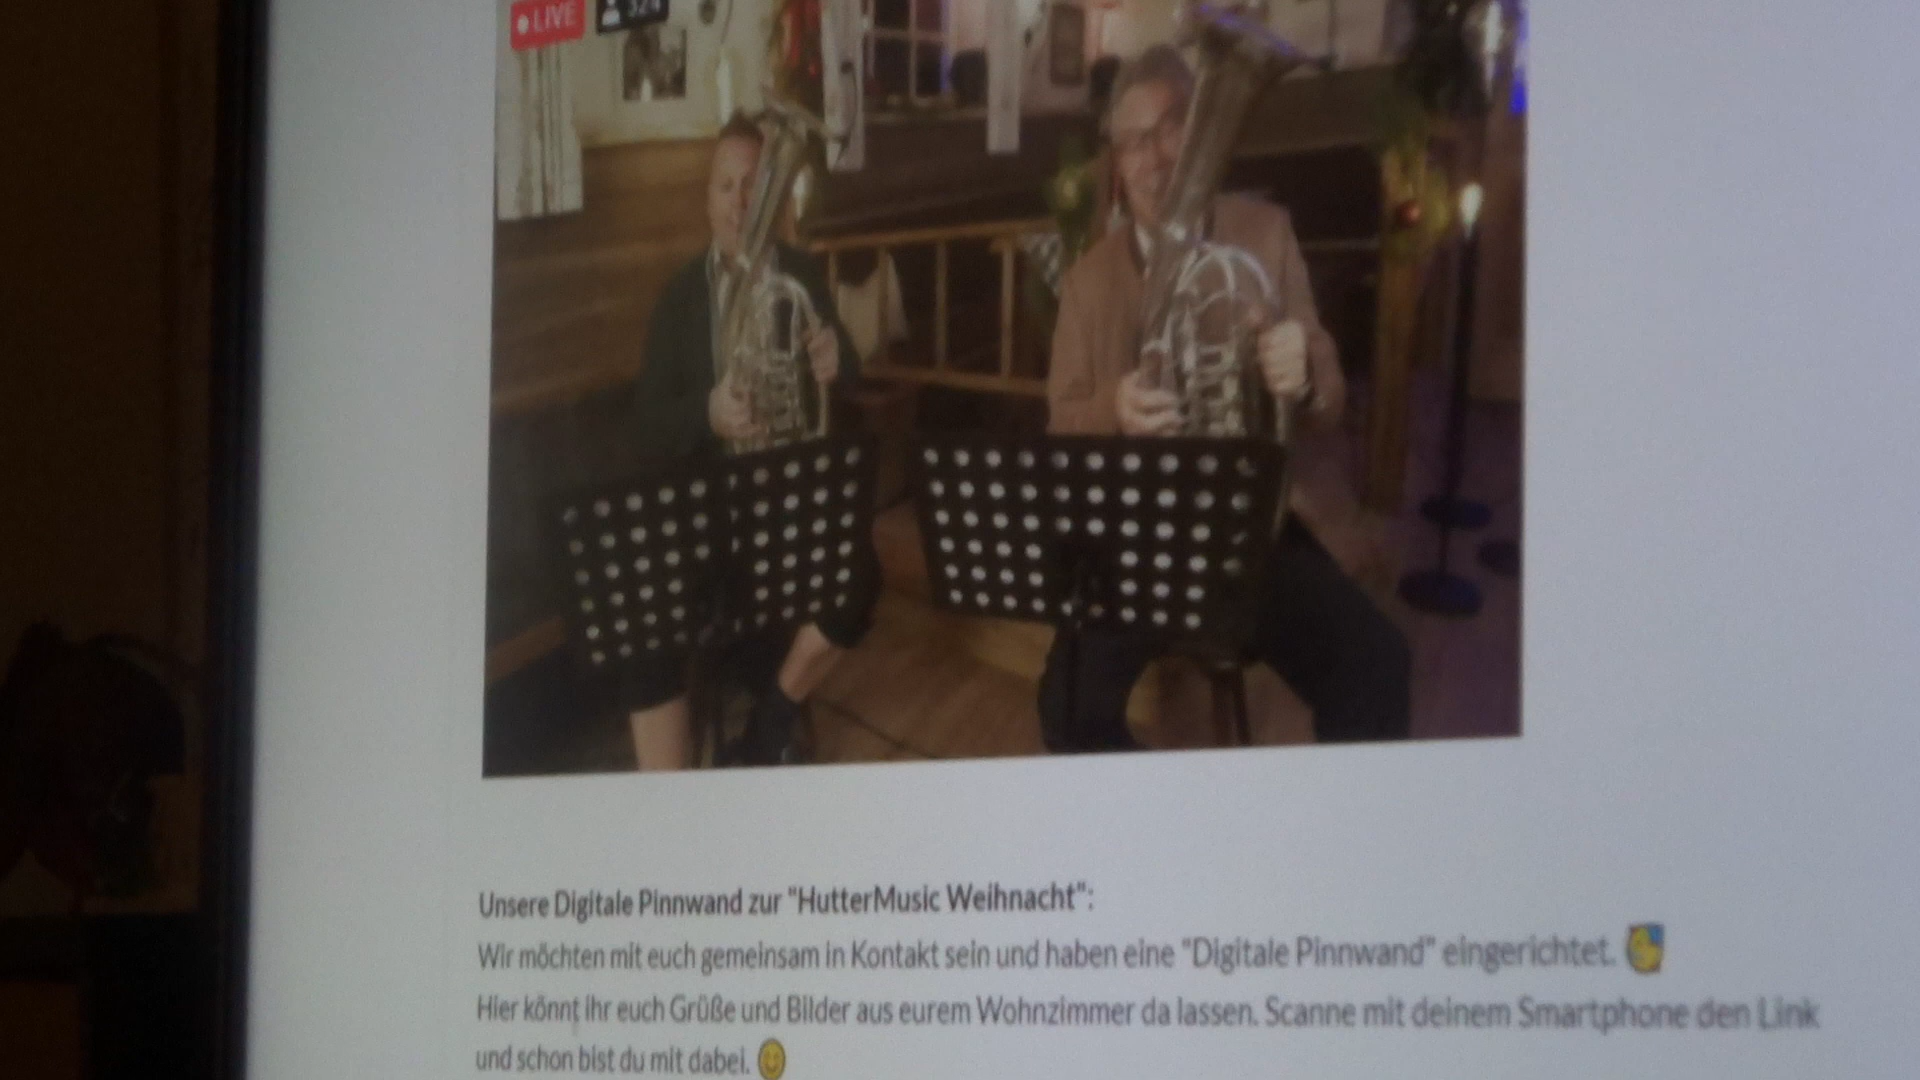 LIVE
Unsere Digitale Pinnwand zur "HutterMusic Weihnacht":
Wir möchten mit euch gemeinsam in Kontakt sein und haben eine "Digitale Pinnwand" eingerichtet.
Hier könnt ihr euch Grüße und Bilder aus eurem Wohnzimmer da lassen. Scanne mit deinem Smartphone den Link
und schon bist du mit dabei.